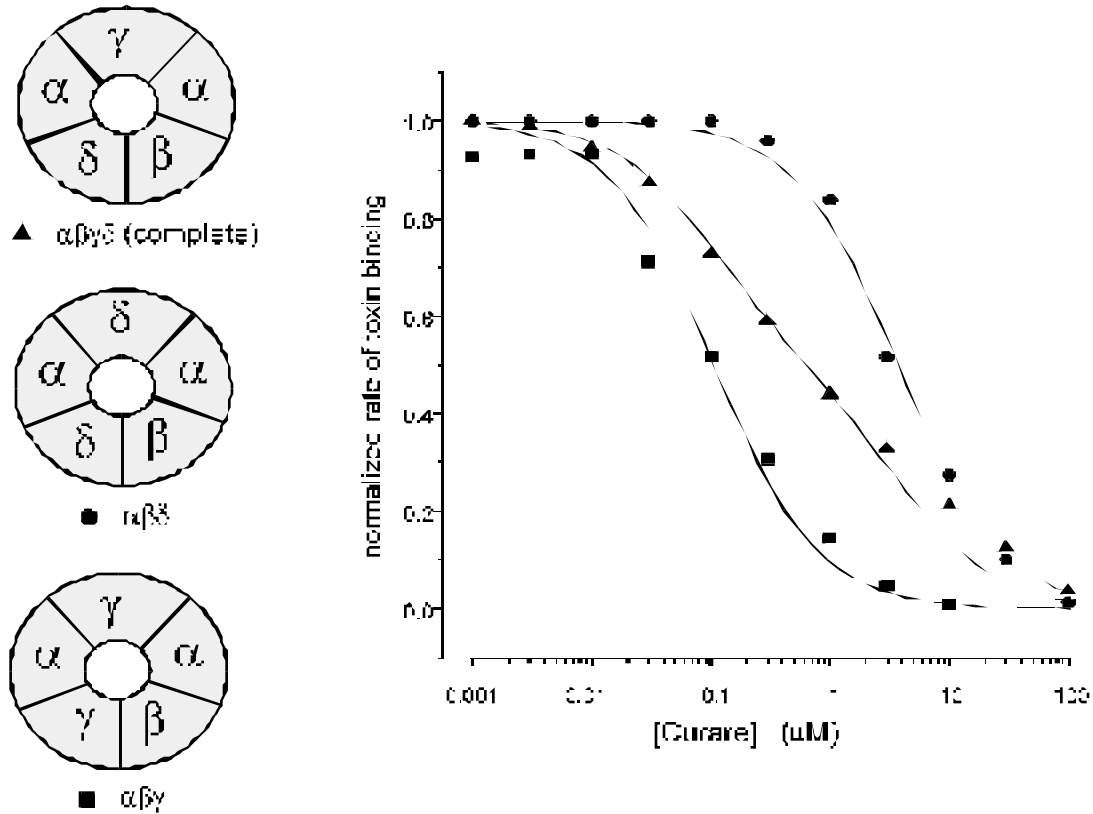 γ
α α
δ β
αβγδ (complete)
δ
α α
δ β
αβδ
γ
α α
γ β
αβγ
normalized rate of toxin binding
1.0
0.8
0.6
0.4
0.2
0.0
0.001 0.01 0.1 1 10 100
[Curare] (μM)